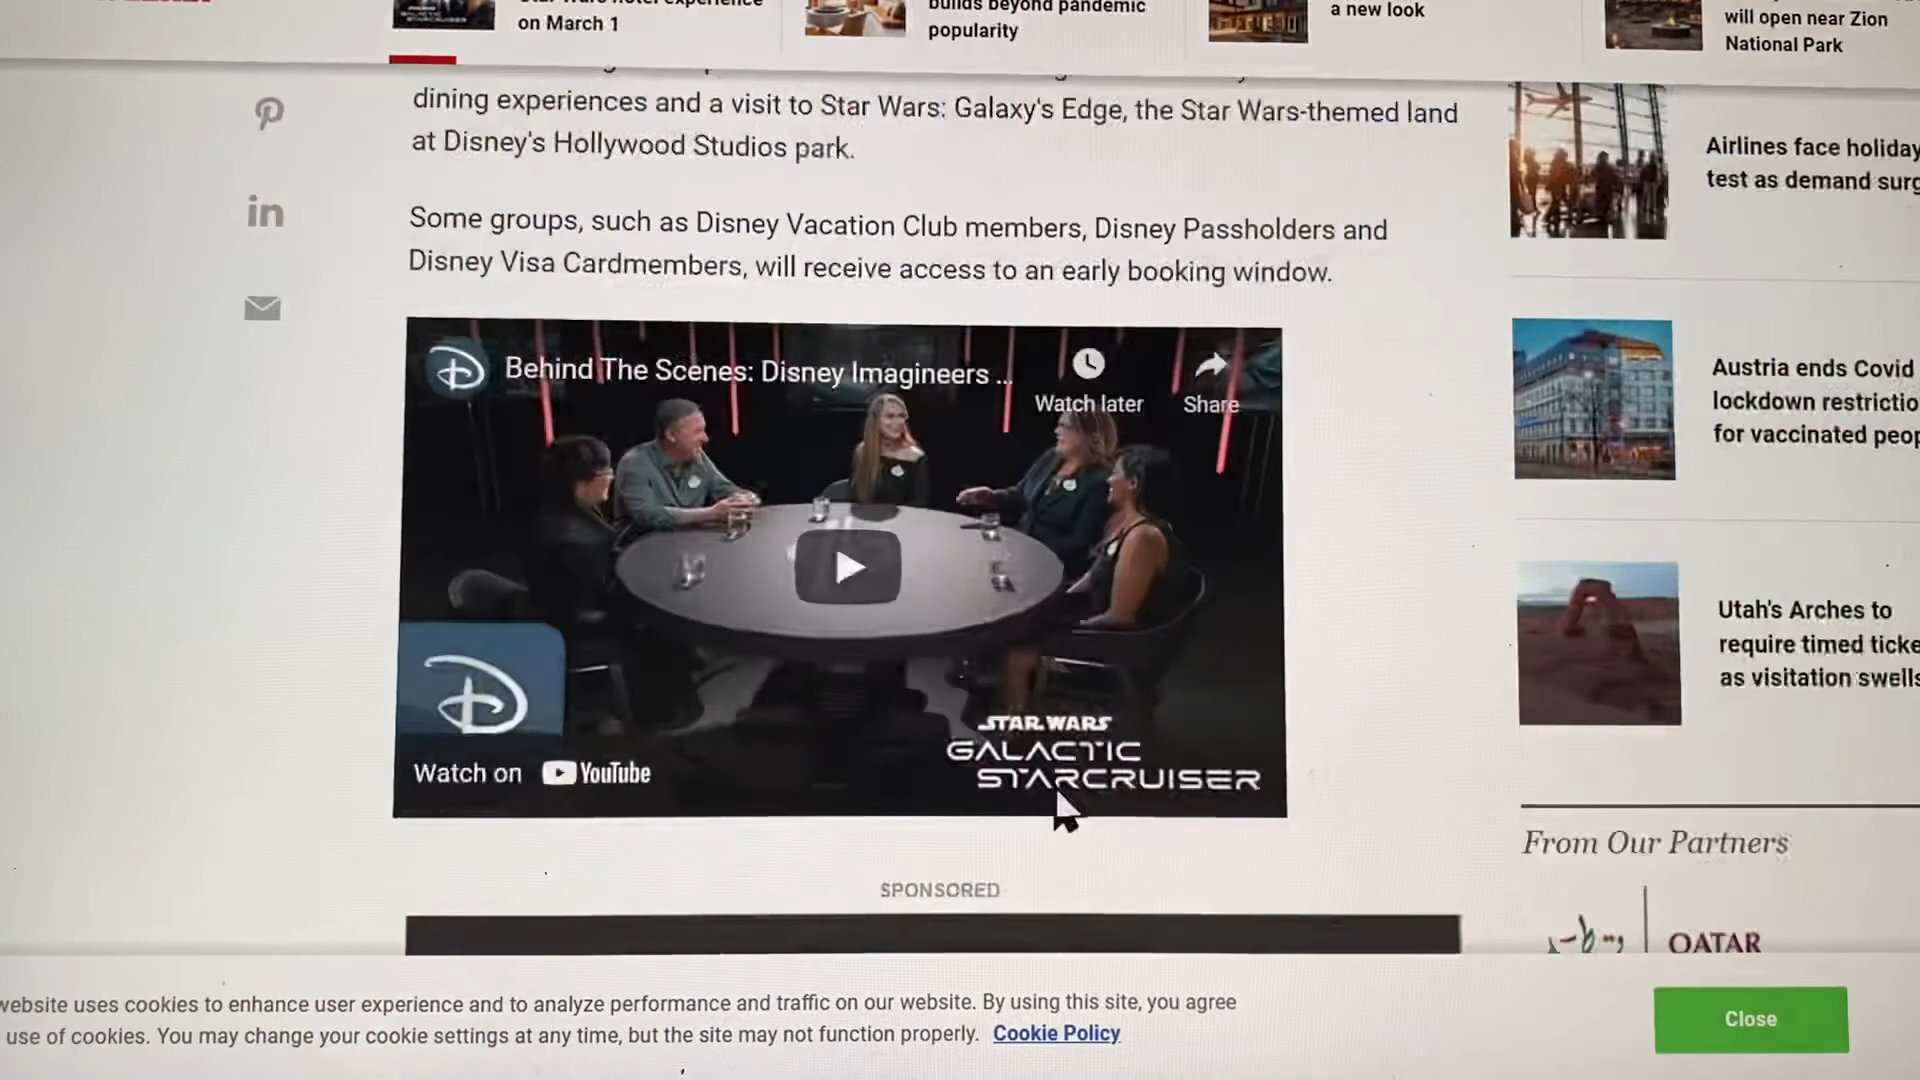 on March 1
builds beyond pandemic
popularity
a new look
will open near Zion
National Park
dining experiences and a visit to Star Wars: Galaxy's Edge, the Star Wars-themed land
at Disney's Hollywood Studios park.
Some groups, such as Disney Vacation Club members, Disney Passholders and
Disney Visa Cardmembers, will receive access to an early booking window.
Behind The Scenes: Disney Imagineers ...
Watch later
Share
STAR WARS
GALACTIC
STARCRUISER
Watch on YouTube
SPONSORED
Airlines face holiday
test as demand surg
Austria ends Covid
lockdown restrictio
for vaccinated peop
Utah's Arches to
require timed ticke
as visitation swells
From Our Partners
QATAR
website uses cookies to enhance user experience and to analyze performance and traffic on our website. By using this site, you agree
use of cookies. You may change your cookie settings at any time, but the site may not function properly. Cookie Policy
Close